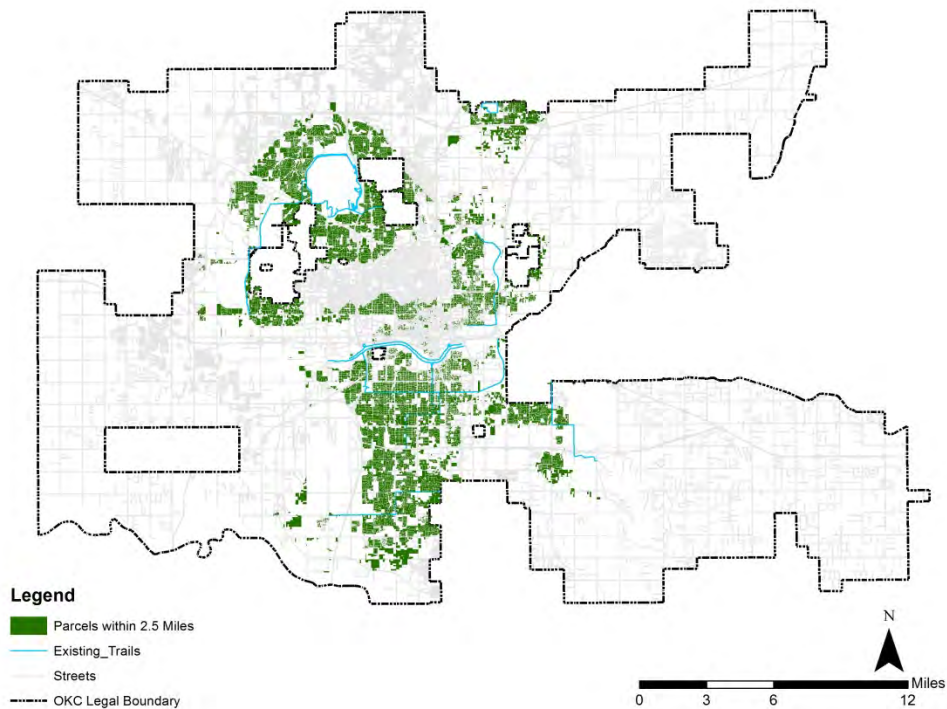 Legend
Parcels within 2.5 Miles
Existing_Trails
Streets
OKC Legal Boundary
N
Miles
0 3 6 12